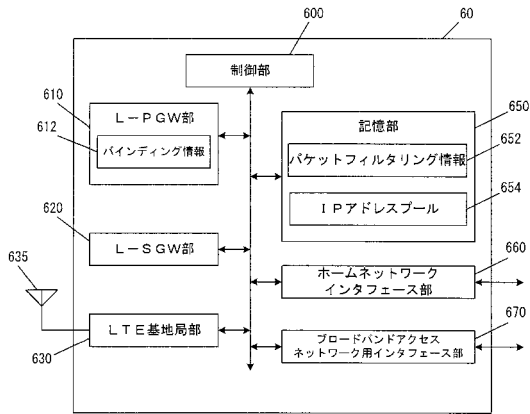 600
60
制御部
610
L－PGW部
612
バインディング情報
650
記憶部
652
パケットフィルタリング情報
654
IPアドレスプール
620
L－SGW部
635
660
ホームネットワーク
インタフェース部
630
LTE基地局部
670
ブロードバンドアクセス
ネットワーク用インタフェース部